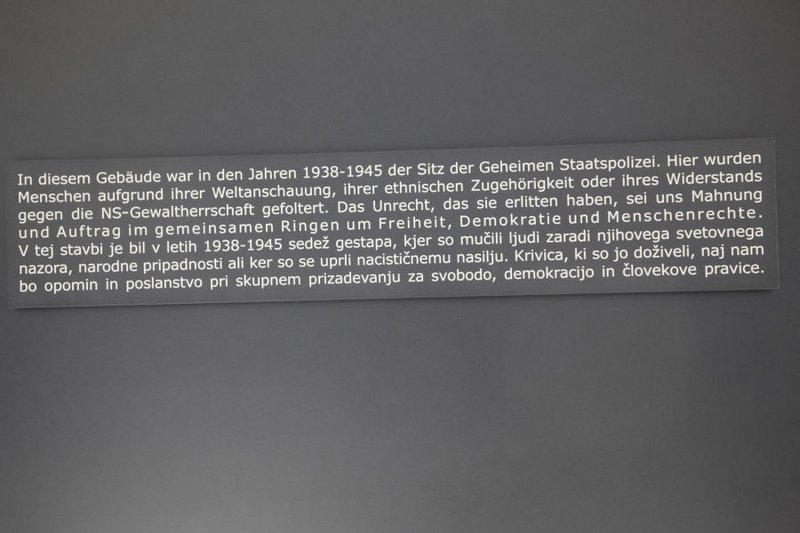 In diesem Gebäude war in den Jahren 1938-1945 der Sitz der Geheimen Staatspolizei. Hier wurden
Menschen aufgrund ihrer Weltanschauung, ihrer ethnischen Zugehörigkeit oder ihres Widerstands
gegen die NS-Gewaltherrschaft gefoltert. Das Unrecht, das sie erlitten haben, sei uns Mahnung
und Auftrag im gemeinsamen Ringen um Freiheit, Demokratie und Menschenrechte.
V tej stavbi je bil v letih 1938-1945 sedež gestapa, kjer so mučili ljudi zaradi njihovega svetovnega
nazora, narodne pripadnosti ali ker so se uprli nacističnemu nasilju. Krivica, ki so jo doživeli, naj nam
bo opomin in poslanstvo pri skupnem prizadevanju za svobodo, demokracijo in človekove pravice.